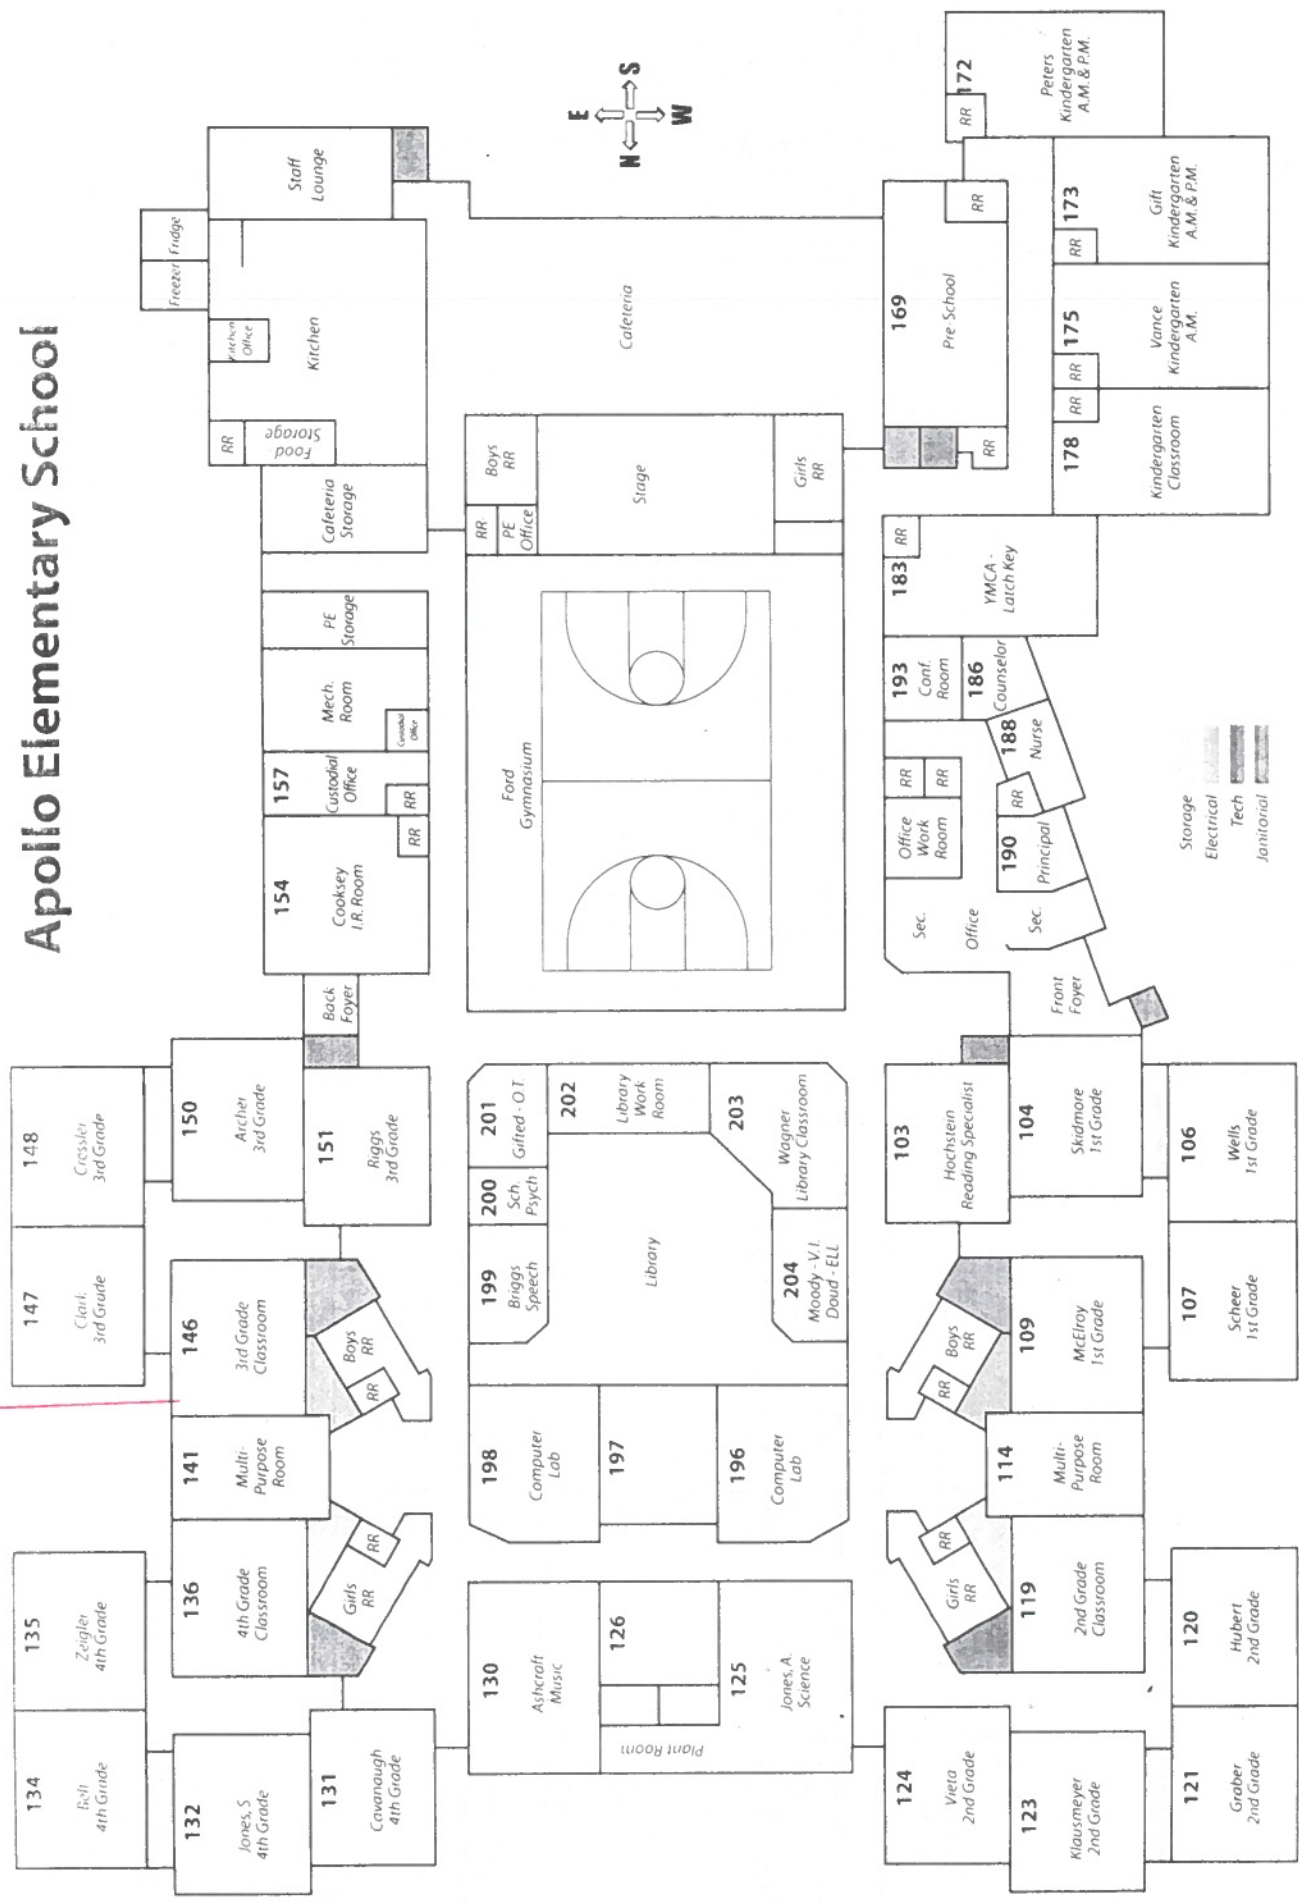 Apollo Elementary School
148
Cressler
3rd Grade
147
Clark
3rd Grade
135
Zeigler
4th Grade
134
Belt
4th Grade
150
Archer
3rd Grade
151
Riggs
3rd Grade
146
3rd Grade
Classroom
141
Multi-
Purpose
Room
136
4th Grade
Classroom
132
Jones, S
4th Grade
131
Cavanaugh
4th Grade
Boys
RR
RR
Girls
RR
RR
Back
Foyer
154
Cooksey
I.R. Room
RR
157
Custodial
Office
RR
Mech.
Room
Custodial
Office
PE
Storage
Cafeteria
Storage
RR
Food
Storage
Kitchen
Office
Kitchen
Freezer
Fridge
Staff
Lounge
E
N
S
W
Cafeteria
Boys
RR
RR
PE
Office
Stage
Girls
RR
Ford
Gymnasium
201
Gifted - O.T.
200
Sch.
Psych
199
Briggs
Speech
202
Library
Work
Room
203
Wagner
Library Classroom
204
Moody - V.I.
Doud - ELL
Library
198
Computer
Lab
197
196
Computer
Lab
130
Ashcraft
Music
126
125
Jones, A.
Science
Plant Room
172
RR
Peters
Kindergarten
A.M. & P.M.
173
RR
Gift
Kindergarten
A.M. & P.M.
175
RR
Vance
Kindergarten
A.M.
178
RR
Kindergarten
Classroom
169
Pre-School
RR
RR
183
RR
YMCA -
Latch Key
193
Conf.
Room
186
Counselor
188
Nurse
RR
RR
RR
Office
Work
Room
190
Principal
Sec.
Office
Sec.
Front
Foyer
103
Hochstein
Reading Specialist
104
Skidmore
1st Grade
106
Wells
1st Grade
107
Scheer
1st Grade
109
McElroy
1st Grade
Boys
RR
RR
114
Multi-
Purpose
Room
Girls
RR
RR
119
2nd Grade
Classroom
120
Hubert
2nd Grade
121
Graber
2nd Grade
123
Klausmeyer
2nd Grade
124
Vieta
2nd Grade
Storage
Electrical
Tech
Janitorial